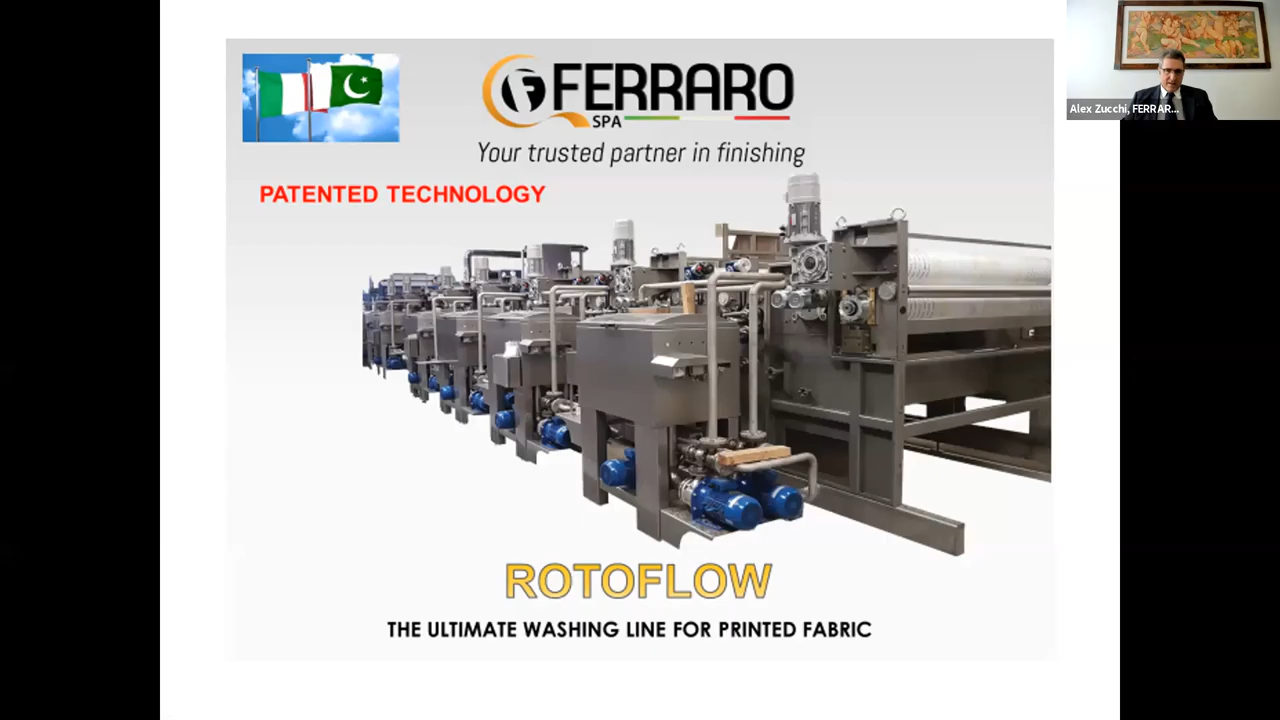 FERRARO
SPA
Your trusted partner in finishing
PATENTED TECHNOLOGY
ROTOFLOW
THE ULTIMATE WASHING LINE FOR PRINTED FABRIC
Alex Zucchi, FERRAR...